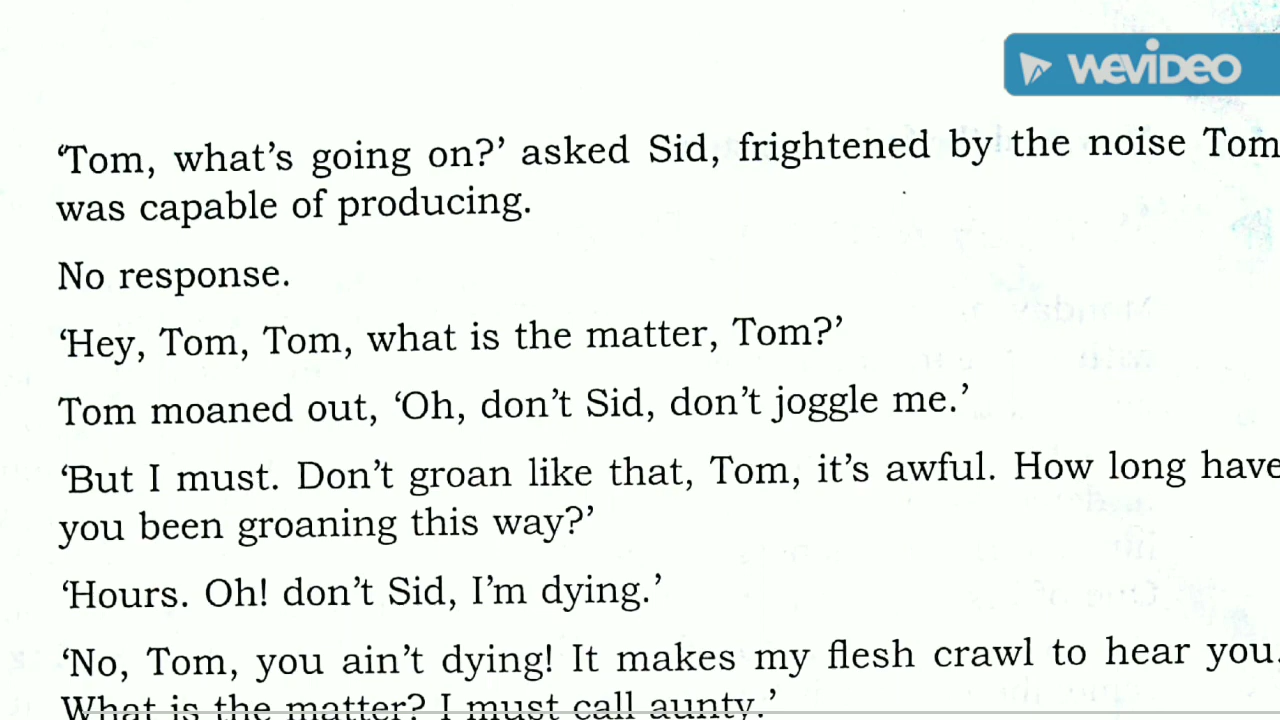 WEVIDEO
‘Tom, what’s going on?’ asked Sid, frightened by the noise Tom
was capable of producing.
No response.
‘Hey, Tom, Tom, what is the matter, Tom?’
Tom moaned out, ‘Oh, don’t Sid, don’t joggle me.’
‘But I must. Don’t groan like that, Tom, it’s awful. How long have
you been groaning this way?’
‘Hours. Oh! don’t Sid, I’m dying.’
‘No, Tom, you ain’t dying! It makes my flesh crawl to hear you.
What is the matter? I must call aunty.’